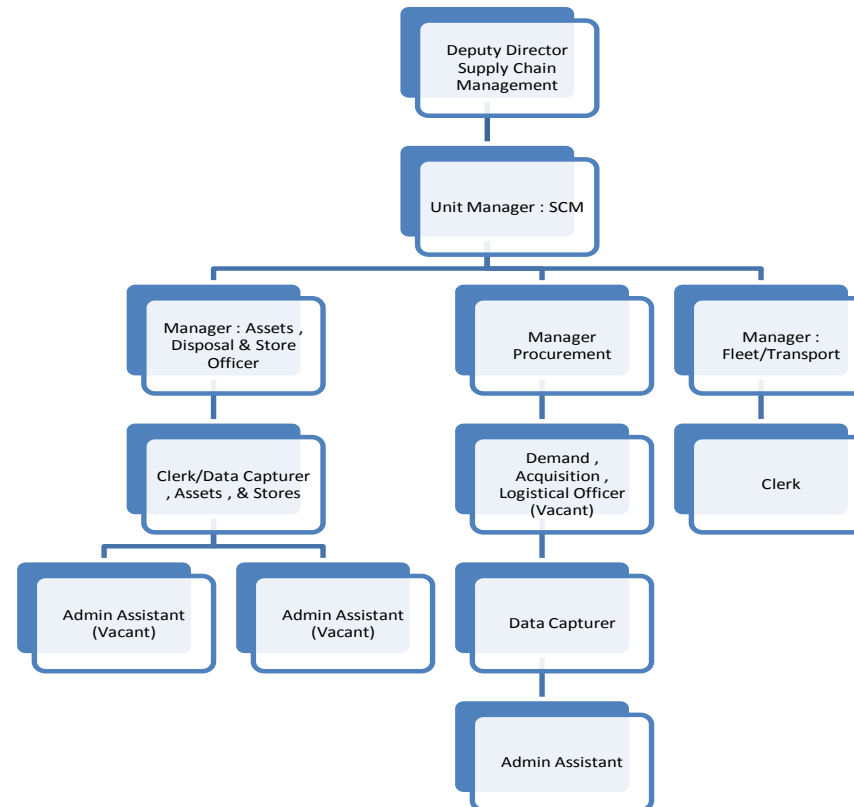 Deputy Director
Supply Chain
Management
Unit Manager : SCM
Manager : Assets ,
Disposal & Store
Officer
Manager
Procurement
Manager :
Fleet/Transport
Clerk/Data Capturer
, Assets , & Stores
Demand ,
Acquisition ,
Logistical Officer
(Vacant)
Clerk
Admin Assistant
(Vacant)
Admin Assistant
(Vacant)
Data Capturer
Admin Assistant